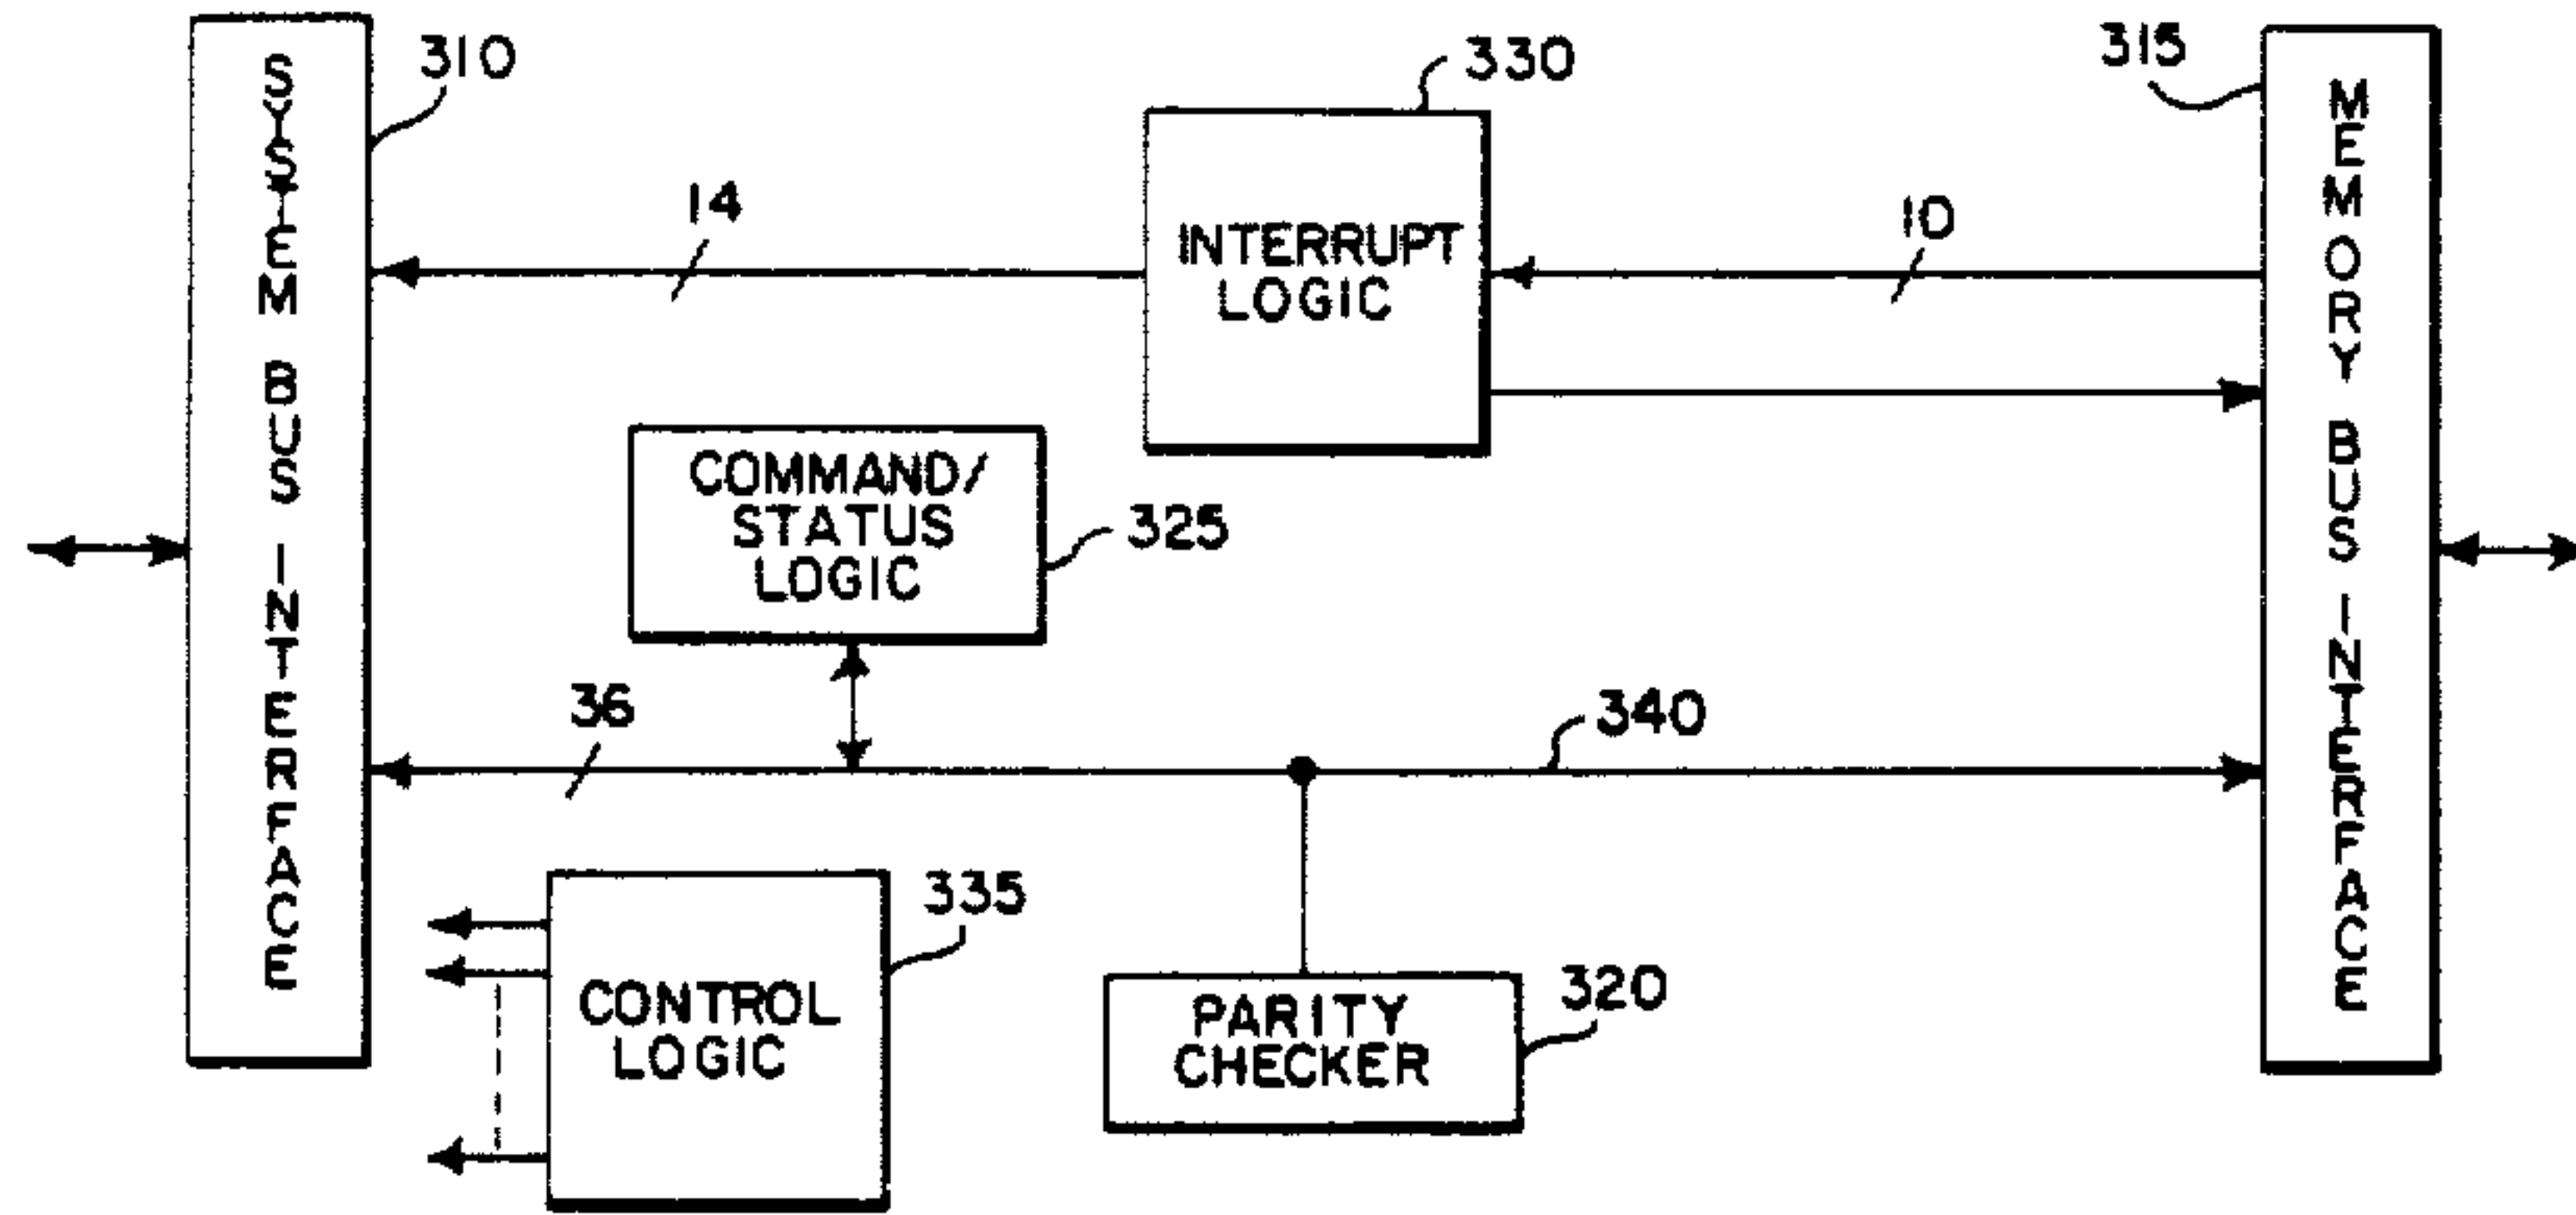 310
330
315
SYSTEM BUS INTERFACE
14
INTERRUPT
LOGIC
10
MEMORY BUS INTERFACE
COMMAND/
STATUS
LOGIC
325
36
340
335
CONTROL
LOGIC
PARITY
CHECKER
320